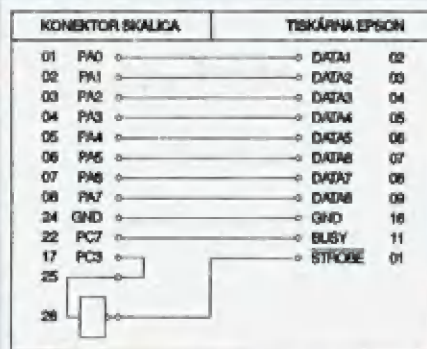 KONEKTOR SKALICA TISKÁRNA EPSON
01 PA0 DATA1 02
02 PA1 DATA2 03
03 PA2 DATA3 04
04 PA3 DATA4 05
05 PA4 DATA5 06
06 PA5 DATA6 07
07 PA6 DATA7 08
08 PA7 DATA8 09
24 GND GND 16
22 PC7 BUSY 11
17 PC3 STROBE 01
25
26